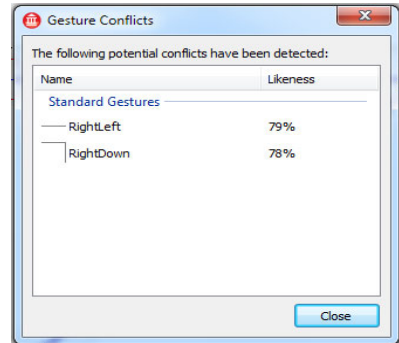 Gesture Conflicts
The following potential conflicts have been detected:
Name Likeness
Standard Gestures
RightLeft 79%
RightDown 78%
Close